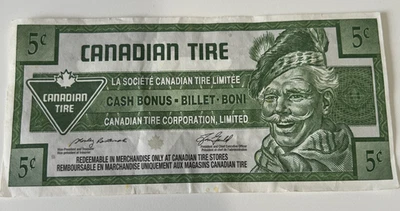 5¢ CANADIAN TIRE 5¢
LA SOCIÉTÉ CANADIAN TIRE LIMITÉE
CANADIAN TIRE
CASH BONUS • BILLET • BONI
CANADIAN TIRE CORPORATION, LIMITED
5¢ REDEEMABLE IN MERCHANDISE ONLY AT CANADIAN TIRE STORES 5¢
REMBOURSABLE EN MARCHANDISE UNIQUEMENT AUX MAGASINS CANADIAN TIRE